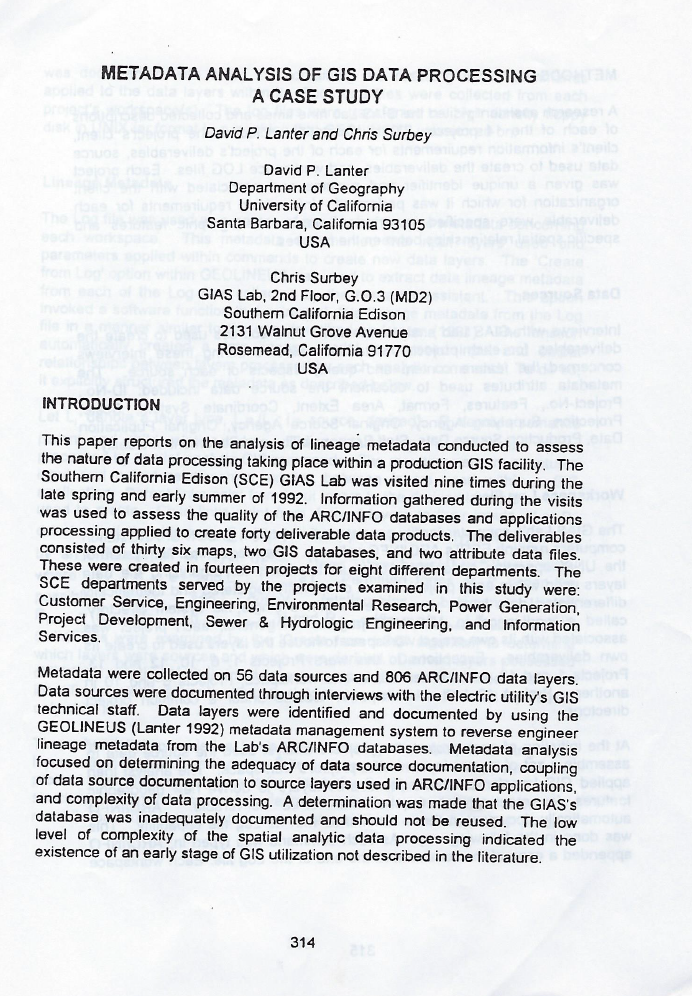 METADATA ANALYSIS OF GIS DATA PROCESSING
A CASE STUDY
David P. Lanter and Chris Surbey
David P. Lanter
Department of Geography
University of California
Santa Barbara, California 93105
USA
Chris Surbey
GIAS Lab, 2nd Floor, G.O.3 (MD2)
Southern California Edison
2131 Walnut Grove Avenue
Rosemead, California 91770
USA
INTRODUCTION
This paper reports on the analysis of lineage metadata conducted to assess
the nature of data processing taking place within a production GIS facility. The
Southern California Edison (SCE) GIAS Lab was visited nine times during the
late spring and early summer of 1992. Information gathered during the visits
was used to assess the quality of the ARC/INFO databases and applications
processing applied to create forty deliverable data products. The deliverables
consisted of thirty six maps, two GIS databases, and two attribute data files.
These were created in fourteen projects for eight different departments. The
SCE departments served by the projects examined in this study were:
Customer Service, Engineering, Environmental Research, Power Generation,
Project Development, Sewer & Hydrologic Engineering, and Information
Services.
Metadata were collected on 56 data sources and 806 ARC/INFO data layers.
Data sources were documented through interviews with the electric utility's GIS
technical staff. Data layers were identified and documented by using the
GEOLINEUS (Lanter 1992) metadata management system to reverse engineer
lineage metadata from the Lab's ARC/INFO databases. Metadata analysis
focused on determining the adequacy of data source documentation, coupling
of data source documentation to source layers used in ARC/INFO applications,
and complexity of data processing. A determination was made that the GIAS's
database was inadequately documented and should not be reused. The low
level of complexity of the spatial analytic data processing indicated the
existence of an early stage of GIS utilization not described in the literature.
314